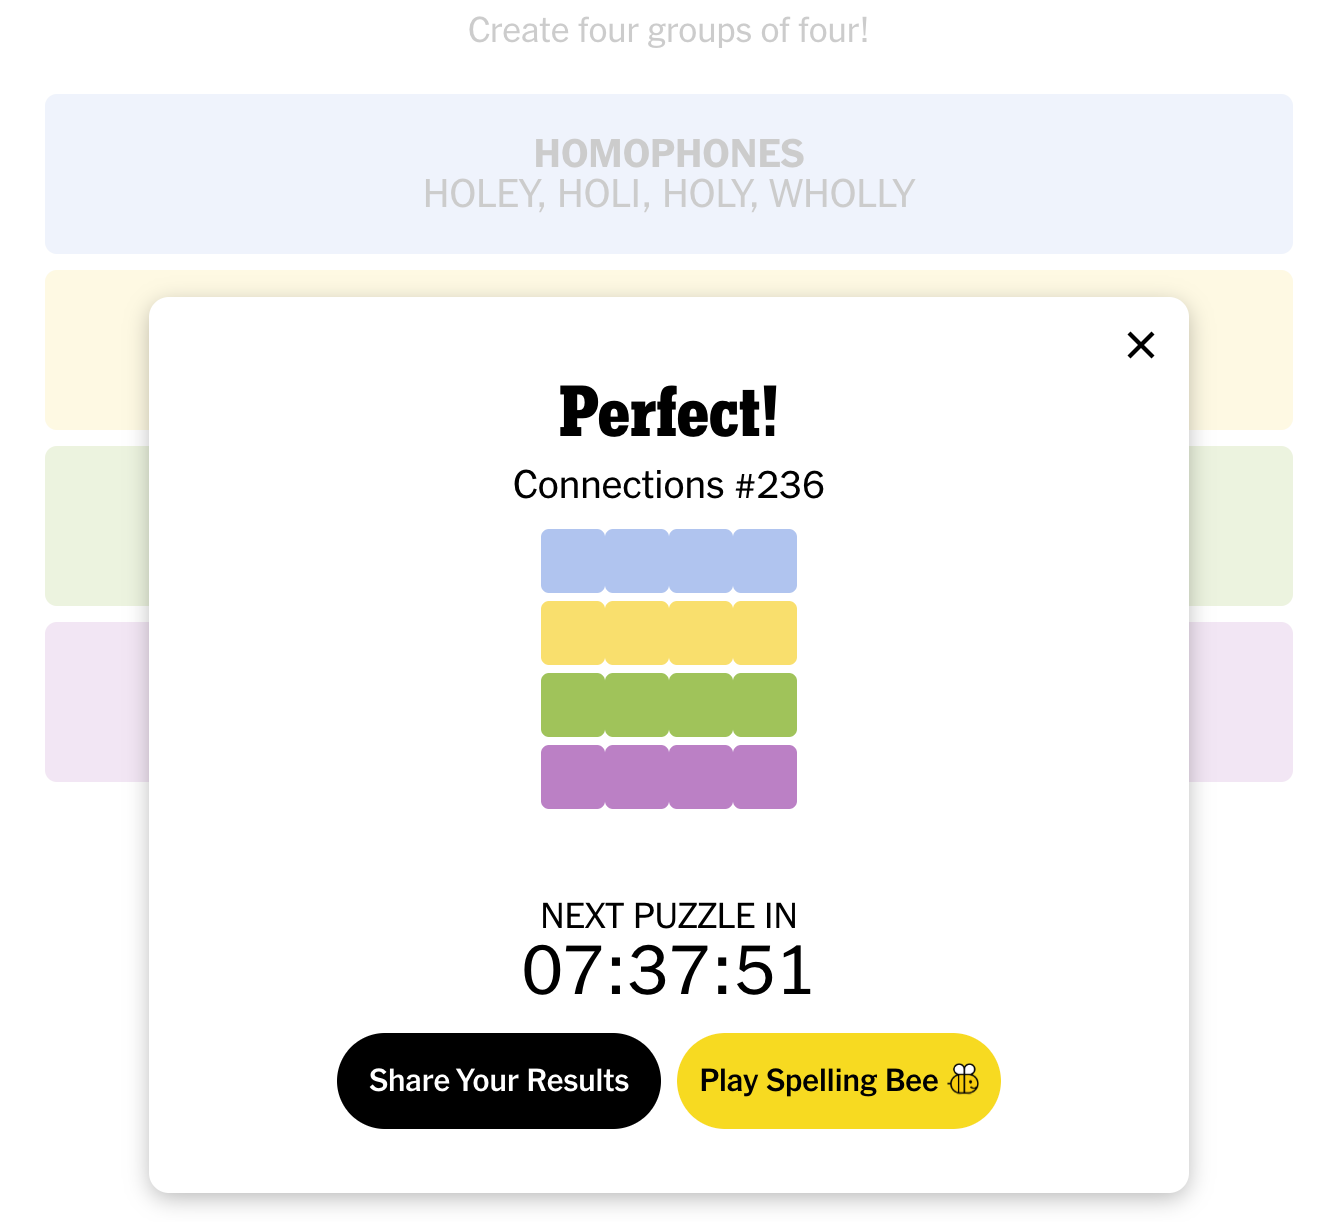 Create four groups of four!
HOMOPHONES
HOLEY, HOLI, HOLY, WHOLLY
Perfect!
Connections #236
NEXT PUZZLE IN
07:37:51
Share Your Results
Play Spelling Bee